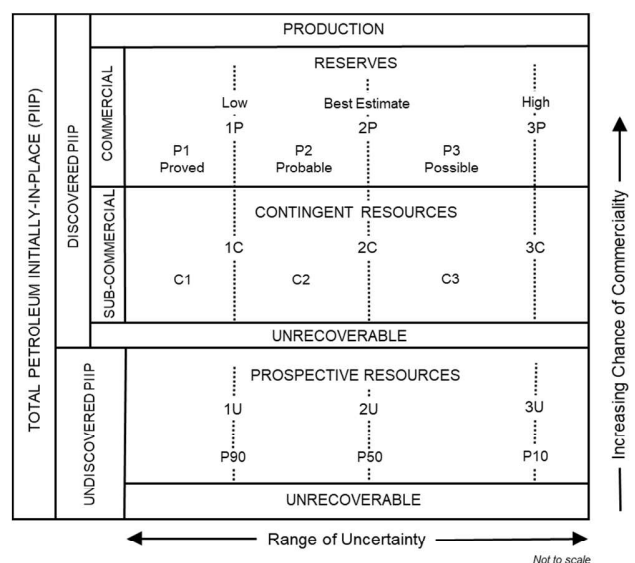 TOTAL PETROLEUM INITIALLY-IN-PLACE (PIIP)
DISCOVERED PIIP
UNDISCOVERED PIIP
PRODUCTION
COMMERCIAL
RESERVES
Low Best Estimate High
1P 2P 3P
P1 P2 P3
Proved Probable Possible
SUB-COMMERCIAL
CONTINGENT RESOURCES
1C 2C 3C
C1 C2 C3
UNRECOVERABLE
PROSPECTIVE RESOURCES
1U 2U 3U
P90 P50 P10
UNRECOVERABLE
Increasing Chance of Commerciality
Range of Uncertainty
Not to scale